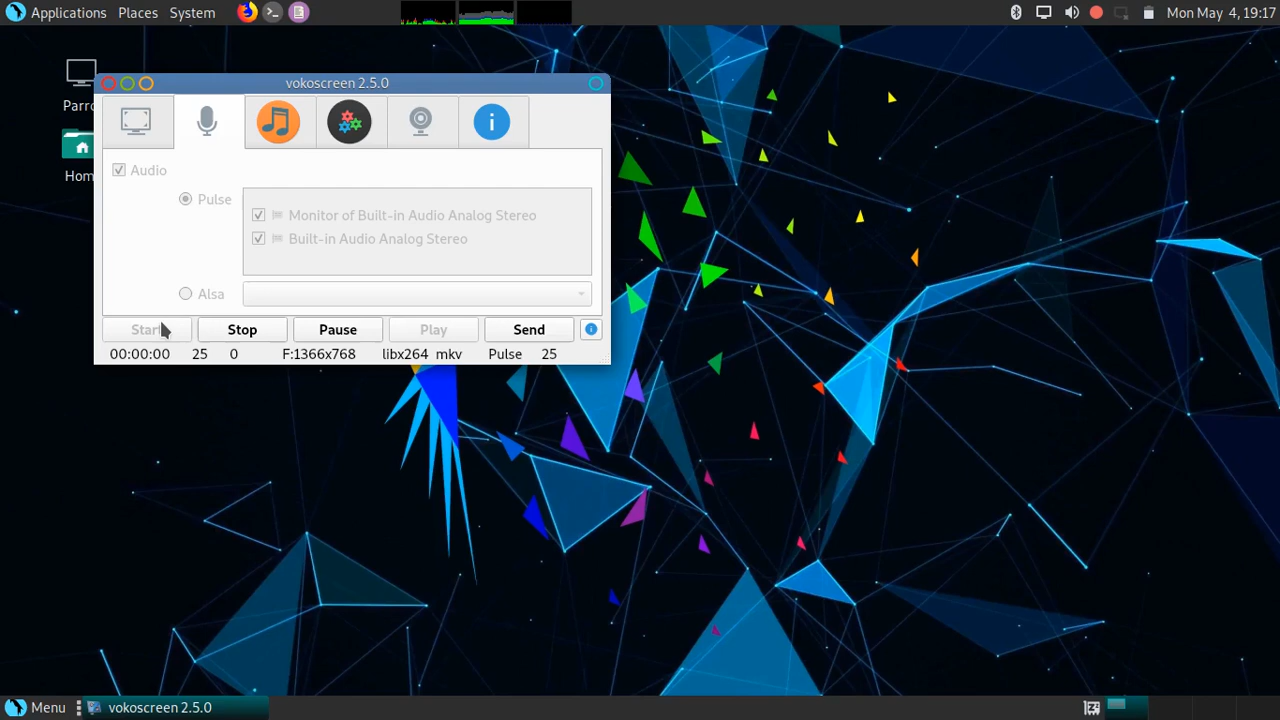 Applications Places System Mon May 4, 19:17
Parro
Hom
vokoscreen 2.5.0
Audio
Pulse
Monitor of Built-in Audio Analog Stereo
Built-in Audio Analog Stereo
Alsa
Start Stop Pause Play Send
00:00:00 25 0 F:1366x768 libx264 mkv Pulse 25
Menu vokoscreen 2.5.0